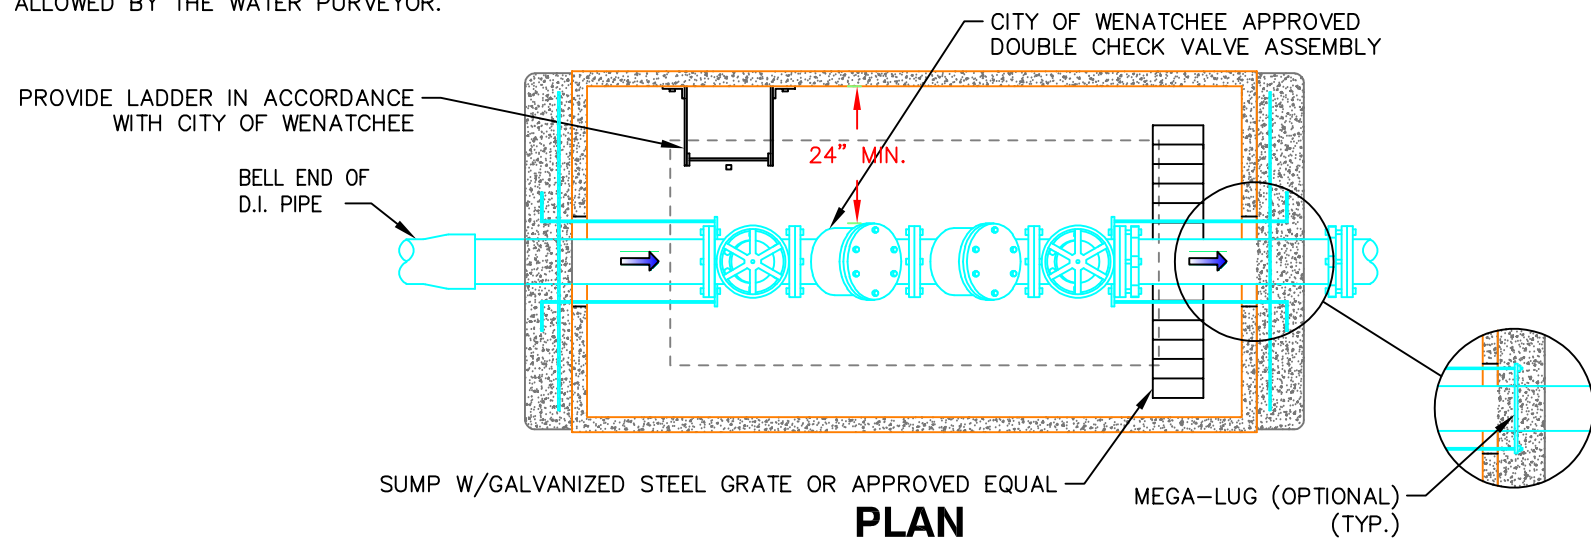 ALLOWED BY THE WATER PURVEYOR.
CITY OF WENATCHEE APPROVED
DOUBLE CHECK VALVE ASSEMBLY
PROVIDE LADDER IN ACCORDANCE
WITH CITY OF WENATCHEE
24" MIN.
BELL END OF
D.I. PIPE
SUMP W/GALVANIZED STEEL GRATE OR APPROVED EQUAL
MEGA-LUG (OPTIONAL)
(TYP.)
PLAN